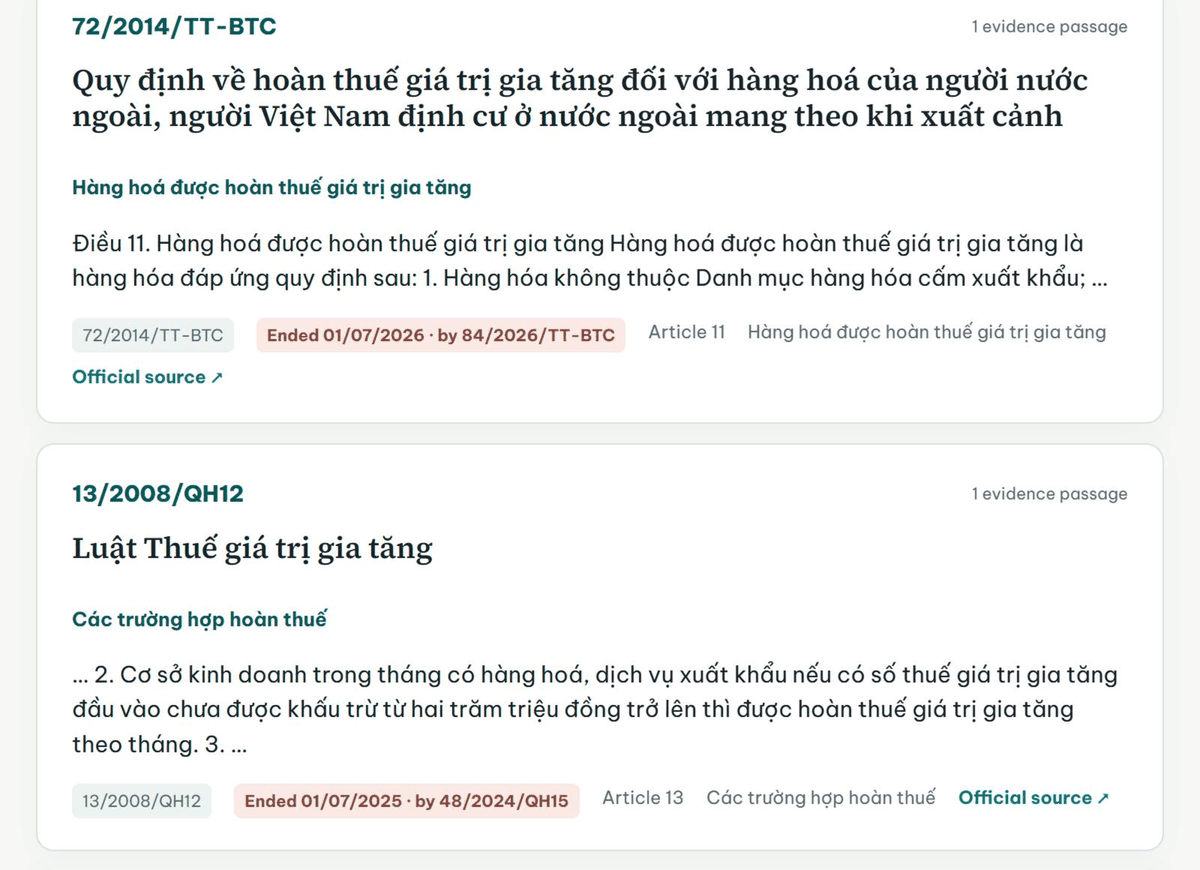 72/2014/TT-BTC
1 evidence passage
Quy định về hoàn thuế giá trị gia tăng đối với hàng hoá của người nước
ngoài, người Việt Nam định cư ở nước ngoài mang theo khi xuất cảnh
Hàng hoá được hoàn thuế giá trị gia tăng
Điều 11. Hàng hoá được hoàn thuế giá trị gia tăng Hàng hoá được hoàn thuế giá trị gia tăng là
hàng hóa đáp ứng quy định sau: 1. Hàng hóa không thuộc Danh mục hàng hóa cấm xuất khẩu; ...
72/2014/TT-BTC
Ended 01/07/2026 · by 84/2026/TT-BTC
Article 11
Hàng hoá được hoàn thuế giá trị gia tăng
Official source ↗
13/2008/QH12
1 evidence passage
Luật Thuế giá trị gia tăng
Các trường hợp hoàn thuế
... 2. Cơ sở kinh doanh trong tháng có hàng hoá, dịch vụ xuất khẩu nếu có số thuế giá trị gia tăng
đầu vào chưa được khấu trừ từ hai trăm triệu đồng trở lên thì được hoàn thuế giá trị gia tăng
theo tháng. 3. ...
13/2008/QH12
Ended 01/07/2025 · by 48/2024/QH15
Article 13
Các trường hợp hoàn thuế
Official source ↗